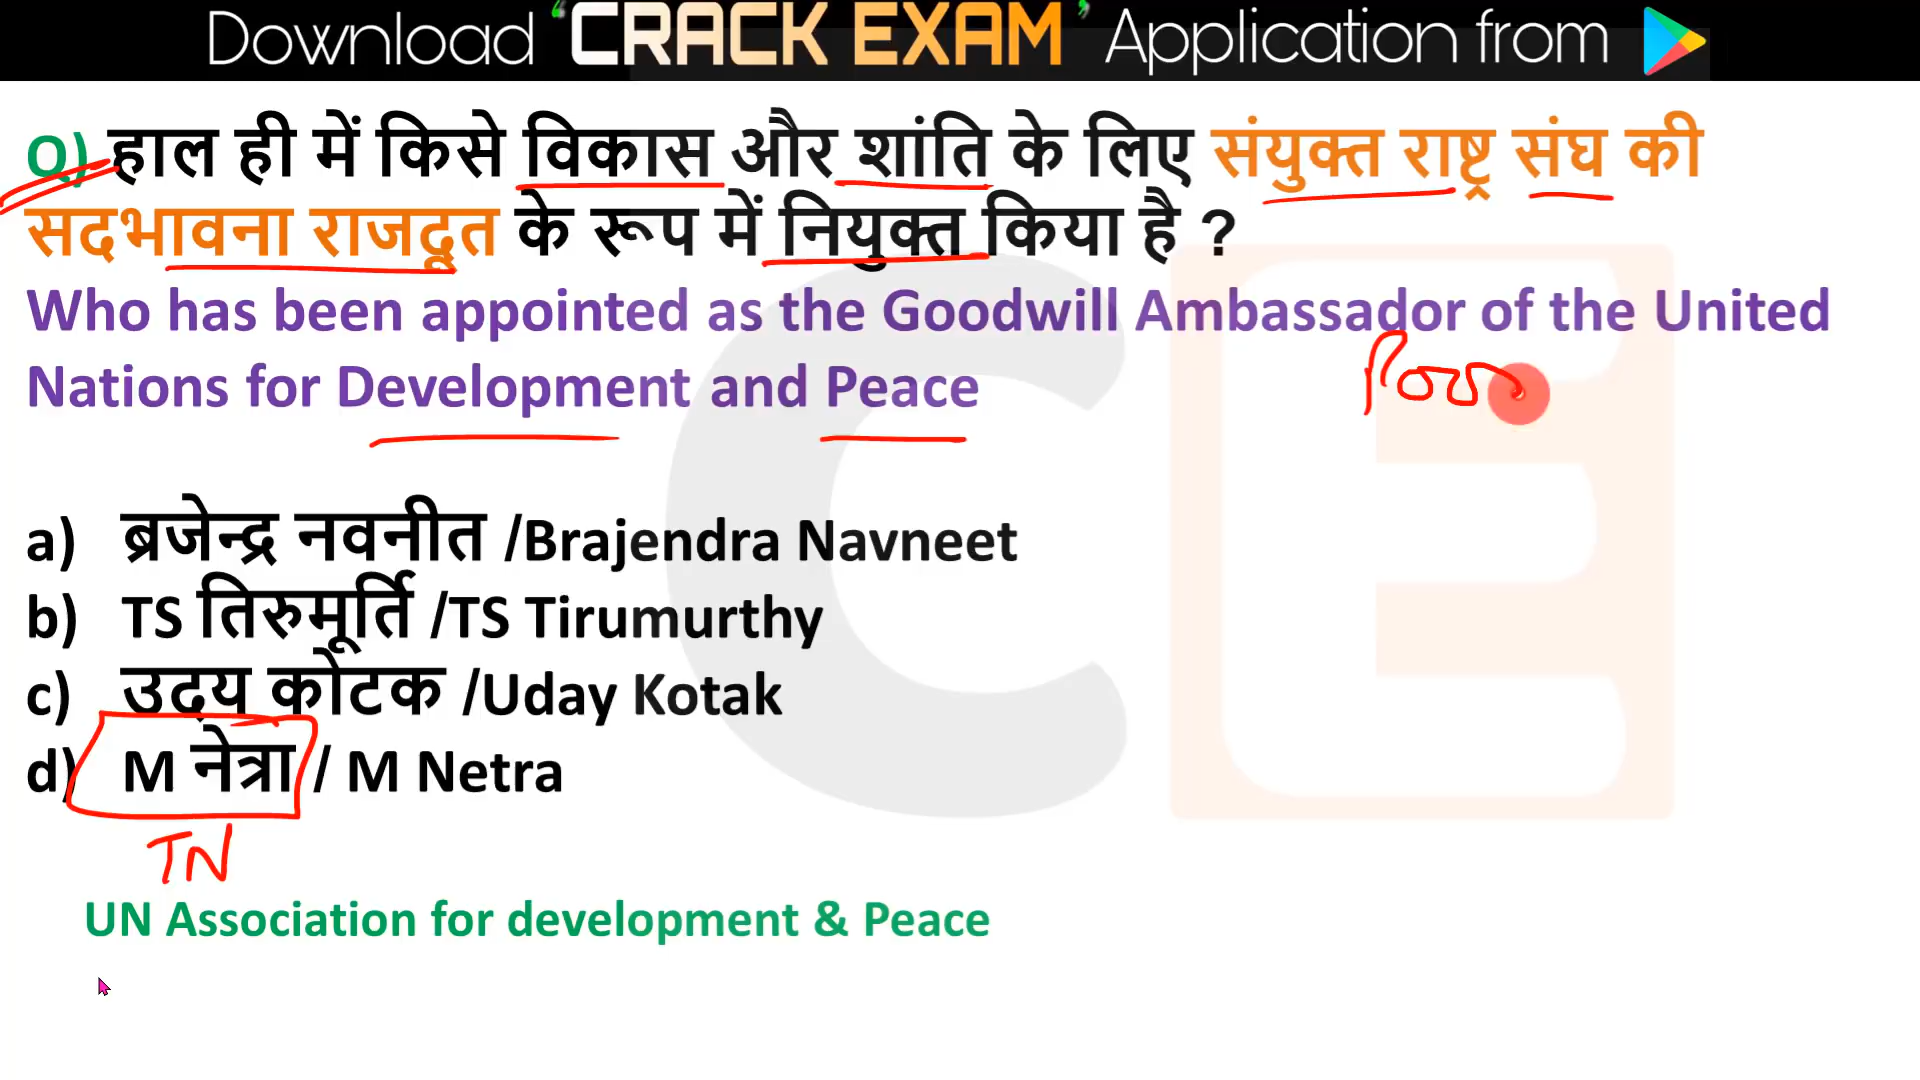 Download ‘CRACK EXAM’ Application from
Q) हाल ही में किसे विकास और शांति के लिए संयुक्त राष्ट्र संघ की
सदभावना राजदूत के रूप में नियुक्त किया है ?
Who has been appointed as the Goodwill Ambassador of the United
Nations for Development and Peace
Poo
a) ब्रजेन्द्र नवनीत /Brajendra Navneet
b) TS तिरुमूर्ति /TS Tirumurthy
c) उदय कोटक /Uday Kotak
d) M नेत्रा / M Netra
TN
UN Association for development & Peace
CE